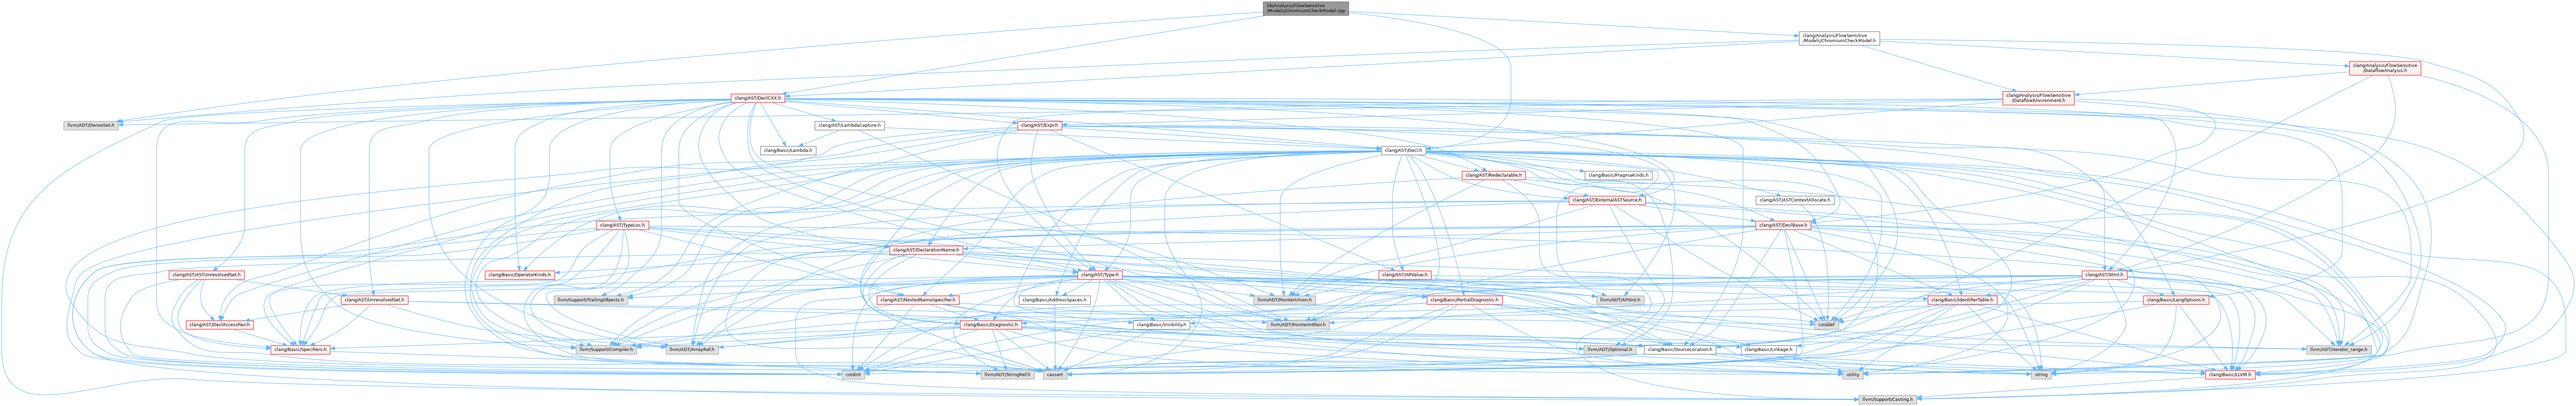 lib/Analysis/FlowSensitive
/Models/ChromiumCheckModel.cpp
clang/Analysis/FlowSensitive
/Models/ChromiumCheckModel.h
clang/Analysis/FlowSensitive
/DataflowAnalysis.h
clang/AST/DeclCXX.h
clang/Analysis/FlowSensitive
/DataflowEnvironment.h
llvm/ADT/DenseSet.h
clang/AST/LambdaCapture.h
clang/AST/Expr.h
clang/Basic/Lambda.h
clang/AST/Decl.h
clang/AST/Redeclarable.h
clang/Basic/PragmaKinds.h
clang/AST/ExternalASTSource.h
clang/AST/ASTContextAllocate.h
clang/AST/TypeLoc.h
clang/AST/DeclBase.h
clang/AST/DeclarationName.h
clang/AST/ASTUnresolvedSet.h
clang/Basic/OperatorKinds.h
clang/AST/Type.h
clang/AST/APValue.h
clang/AST/Stmt.h
clang/AST/UnresolvedSet.h
llvm/Support/TrailingObjects.h
clang/AST/NestedNameSpecifier.h
clang/Basic/AddressSpaces.h
llvm/ADT/PointerUnion.h
clang/Basic/PartialDiagnostic.h
llvm/ADT/APSInt.h
clang/Basic/IdentifierTable.h
clang/Basic/LangOptions.h
clang/AST/DeclAccessPair.h
clang/Basic/Diagnostic.h
clang/Basic/Visibility.h
llvm/ADT/PointerIntPair.h
cstddef
clang/Basic/Specifiers.h
llvm/Support/Compiler.h
llvm/ADT/ArrayRef.h
llvm/ADT/Optional.h
clang/Basic/SourceLocation.h
clang/Basic/Linkage.h
llvm/ADT/iterator_range.h
cstdint
llvm/ADT/StringRef.h
cassert
utility
string
clang/Basic/LLVM.h
llvm/Support/Casting.h